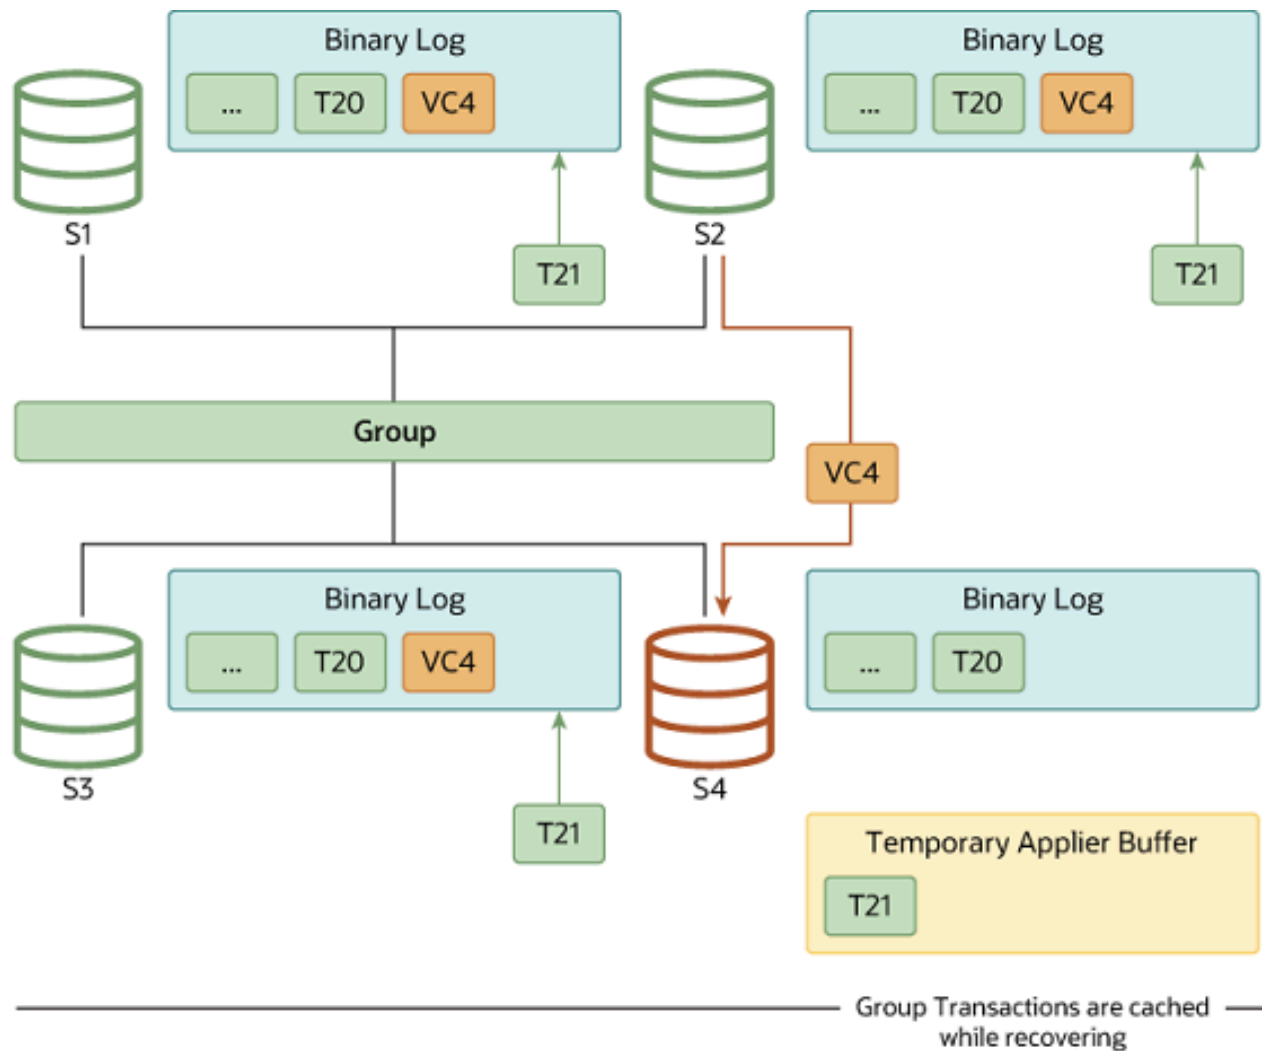 Binary Log
... T20 VC4
S1
T21
Binary Log
... T20 VC4
S2
T21
Group
VC4
Binary Log
... T20 VC4
S3
T21
Binary Log
... T20
S4
Temporary Applier Buffer
T21
Group Transactions are cached
while recovering